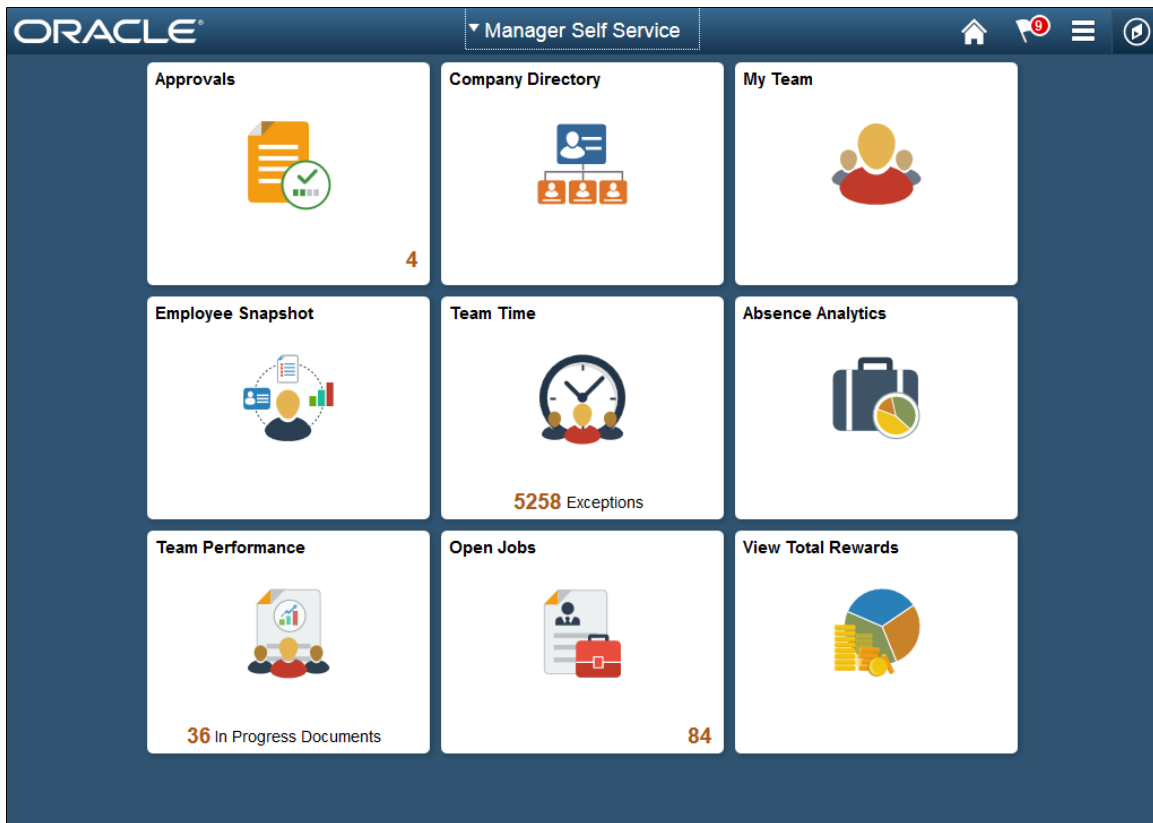 ORACLE®
Manager Self Service
9
Approvals
4
Company Directory
My Team
Employee Snapshot
Team Time
5258 Exceptions
Absence Analytics
Team Performance
36 In Progress Documents
Open Jobs
84
View Total Rewards